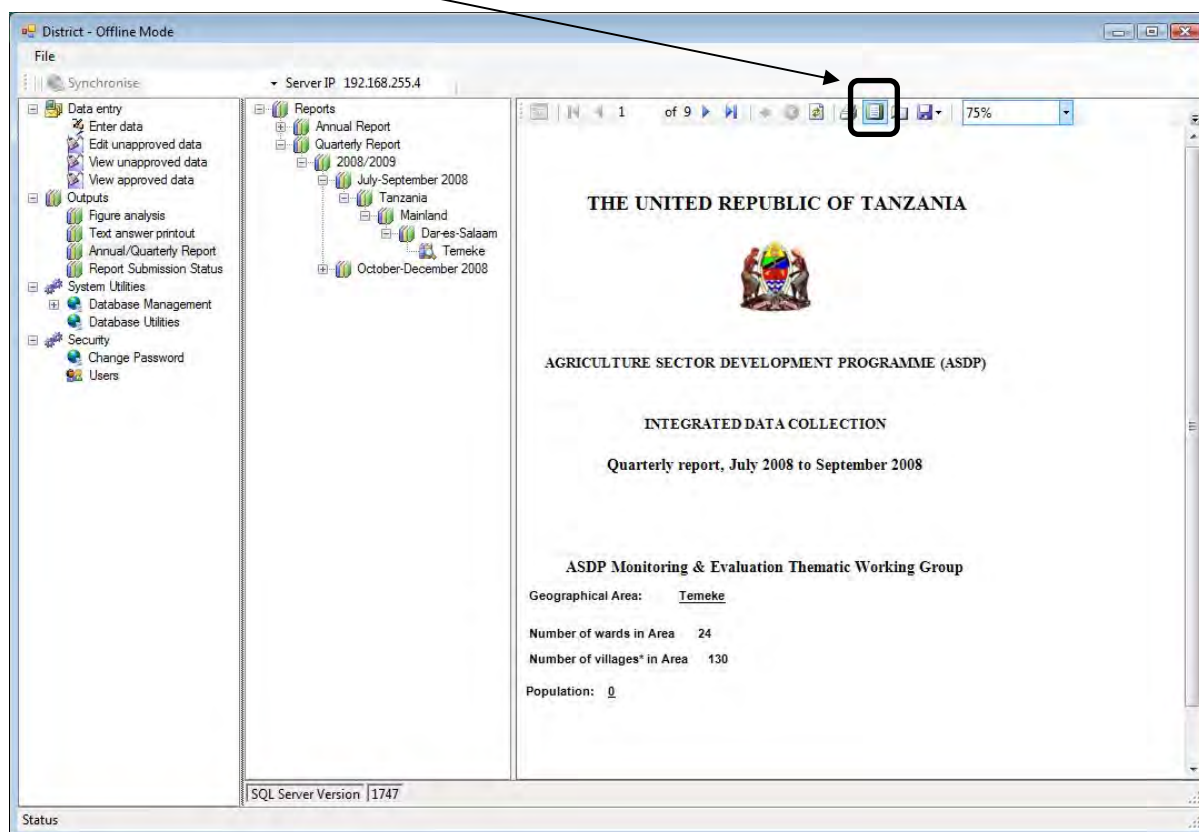 District - Offline Mode
File
Synchronise
Server IP 192.168.255.4
Data entry
Enter data
Edit unapproved data
View unapproved data
View approved data
Outputs
Figure analysis
Text answer printout
Annual/Quarterly Report
Report Submission Status
System Utilities
Database Management
Database Utilities
Security
Change Password
Users
Reports
Annual Report
Quarterly Report
2008/2009
July-September 2008
Tanzania
Mainland
Dar-es-Salaam
Temeke
October-December 2008
1 of 9
75%
THE UNITED REPUBLIC OF TANZANIA
AGRICULTURE SECTOR DEVELOPMENT PROGRAMME (ASDP)
INTEGRATED DATA COLLECTION
Quarterly report, July 2008 to September 2008
ASDP Monitoring & Evaluation Thematic Working Group
Geographical Area: Temeke
Number of wards in Area 24
Number of villages* in Area 130
Population: 0
SQL Server Version 1747
Status